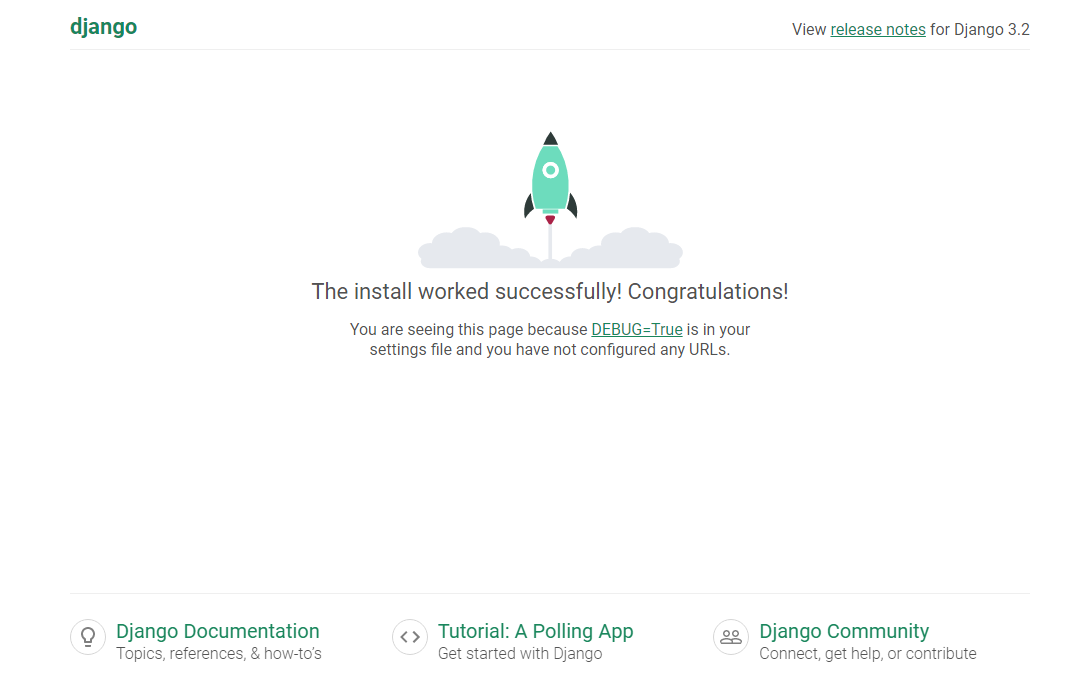 django
View release notes for Django 3.2
The install worked successfully! Congratulations!
You are seeing this page because DEBUG=True is in your
settings file and you have not configured any URLs.
Django Documentation
Topics, references, & how-to’s
Tutorial: A Polling App
Get started with Django
Django Community
Connect, get help, or contribute